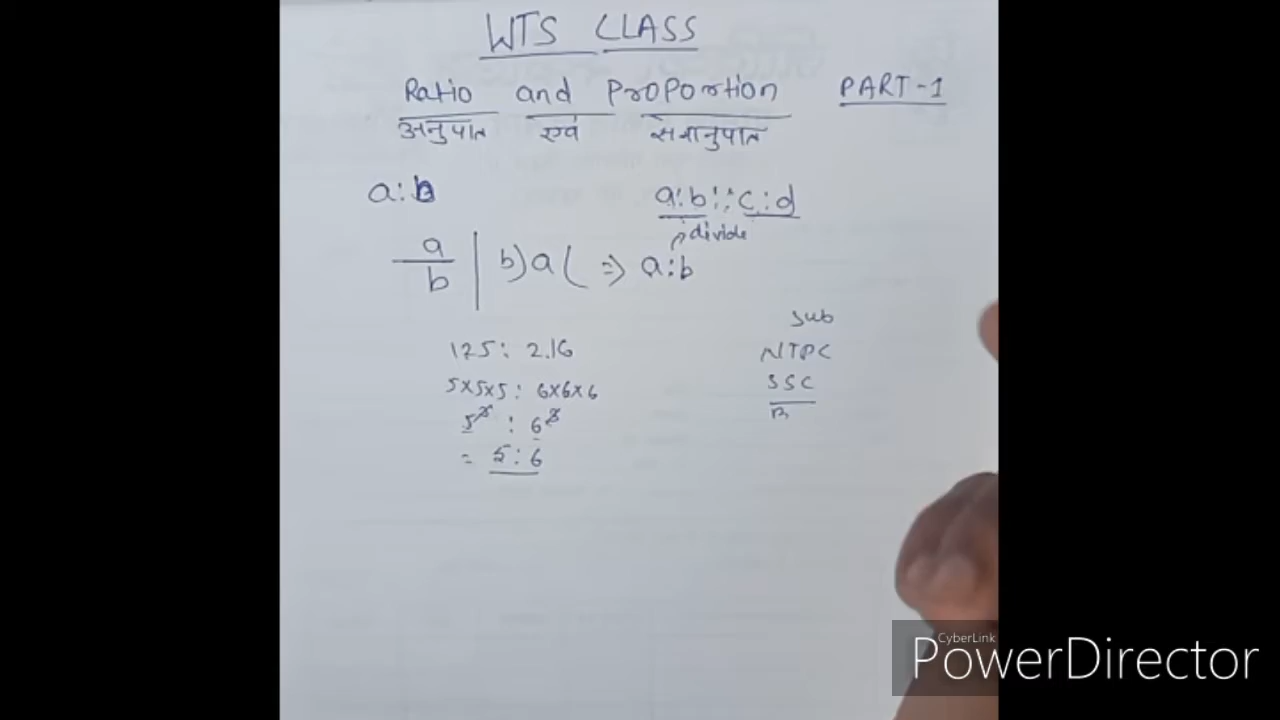 WTS CLASS
Ratio and Proportion PART-1
अनुपात एवं समानुपात
a:b
a:b::c:d
divide
a
b
b)a( => a:b
sub
125: 216
NTPC
5x5x5: 6x6x6
SSC
5³ : 6³
B
= 5:6
CyberLink
PowerDirector